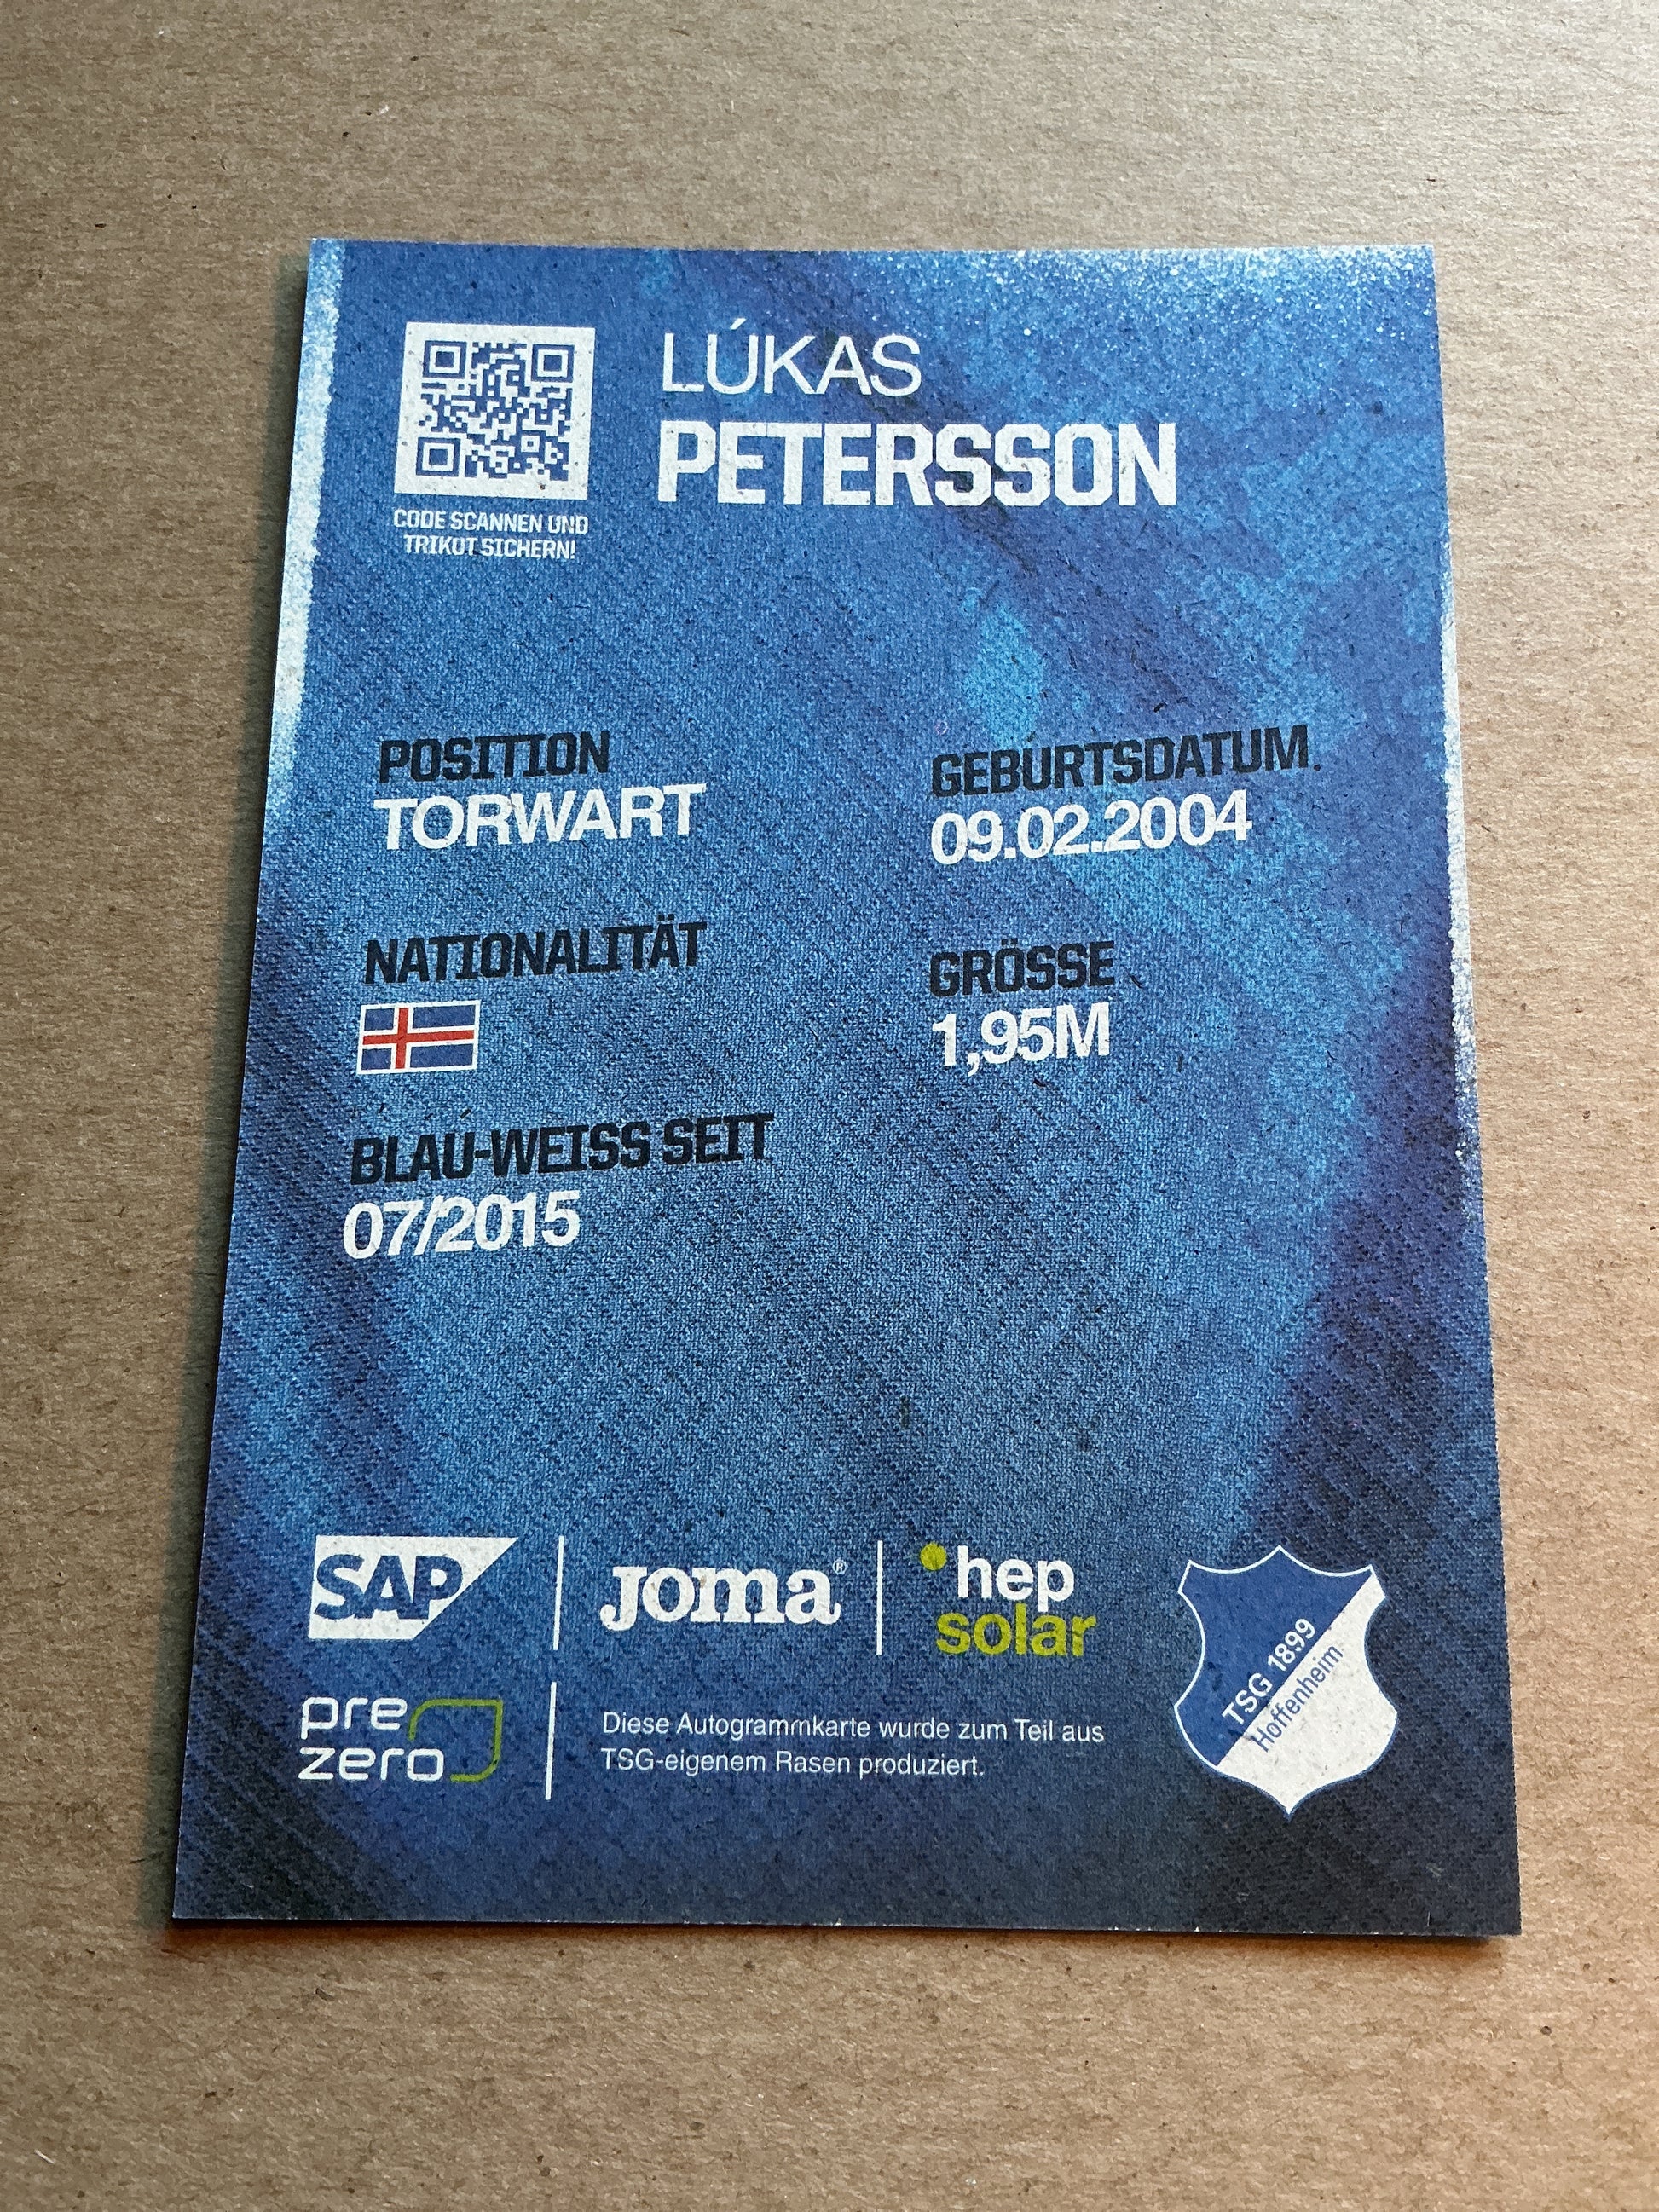 LÚKAS
PETERSSON
CODE SCANNEN UND
TRIKOT SICHERN!
POSITION
TORWART
GEBURTSDATUM
09.02.2004
NATIONALITÄT
GRÖSSE
1,95M
BLAU-WEISS SEIT
07/2015
SAP
Joma®
hep
solar
pre
zero
Diese Autogrammkarte wurde zum Teil aus
TSG-eigenem Rasen produziert.
TSG 1899
Hoffenheim